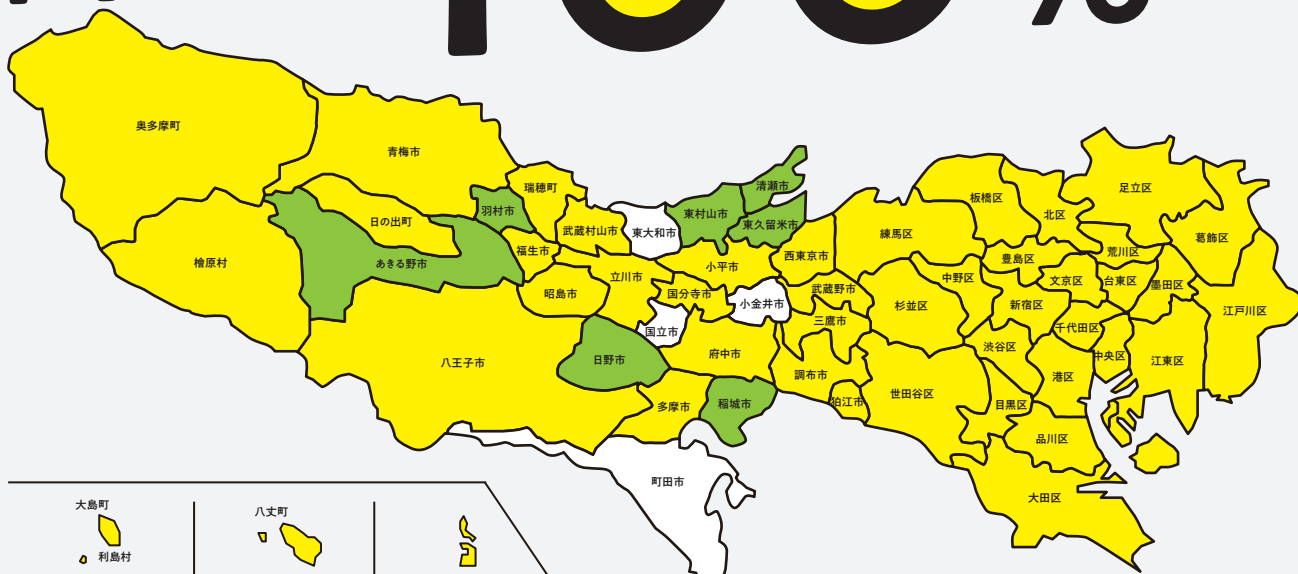 100%
奥多摩町
青梅市
瑞穂町
羽村市
日の出町
檜原村
あきる野市
福生市
武蔵村山市
東大和市
東村山市
清瀬市
東久留米市
西東京市
小平市
立川市
昭島市
国分寺市
小金井市
武蔵野市
三鷹市
国立市
府中市
調布市
狛江市
日野市
八王子市
多摩市
稲城市
町田市
練馬区
板橋区
北区
足立区
葛飾区
荒川区
豊島区
文京区
台東区
墨田区
中野区
杉並区
新宿区
千代田区
江戸川区
渋谷区
中央区
江東区
港区
世田谷区
目黒区
品川区
大田区
大島町
利島村
八丈町